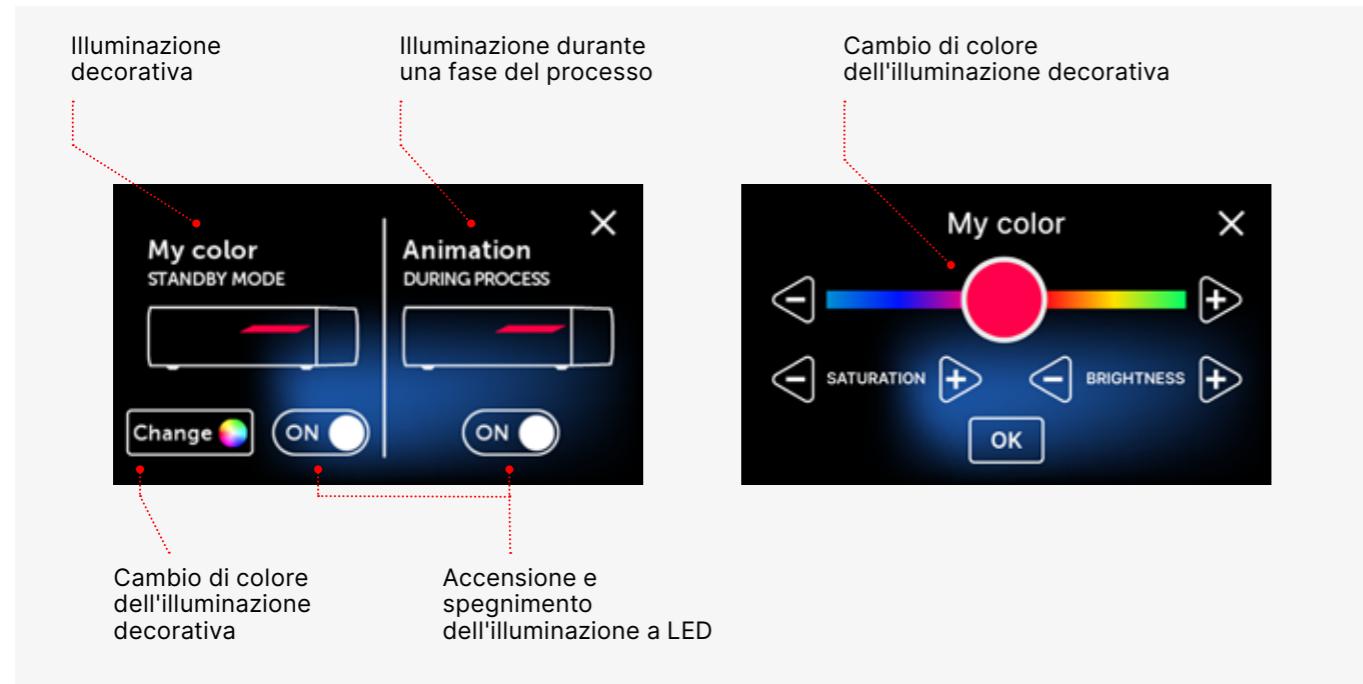 Illuminazione
decorativa
Illuminazione durante
una fase del processo
Cambio di colore
dell'illuminazione decorativa
My color
STANDBY MODE
Animation
DURING PROCESS
Change
ON
ON
My color
SATURATION
BRIGHTNESS
OK
Cambio di colore
dell'illuminazione
decorativa
Accensione e
spegnimento
dell'illuminazione a LED